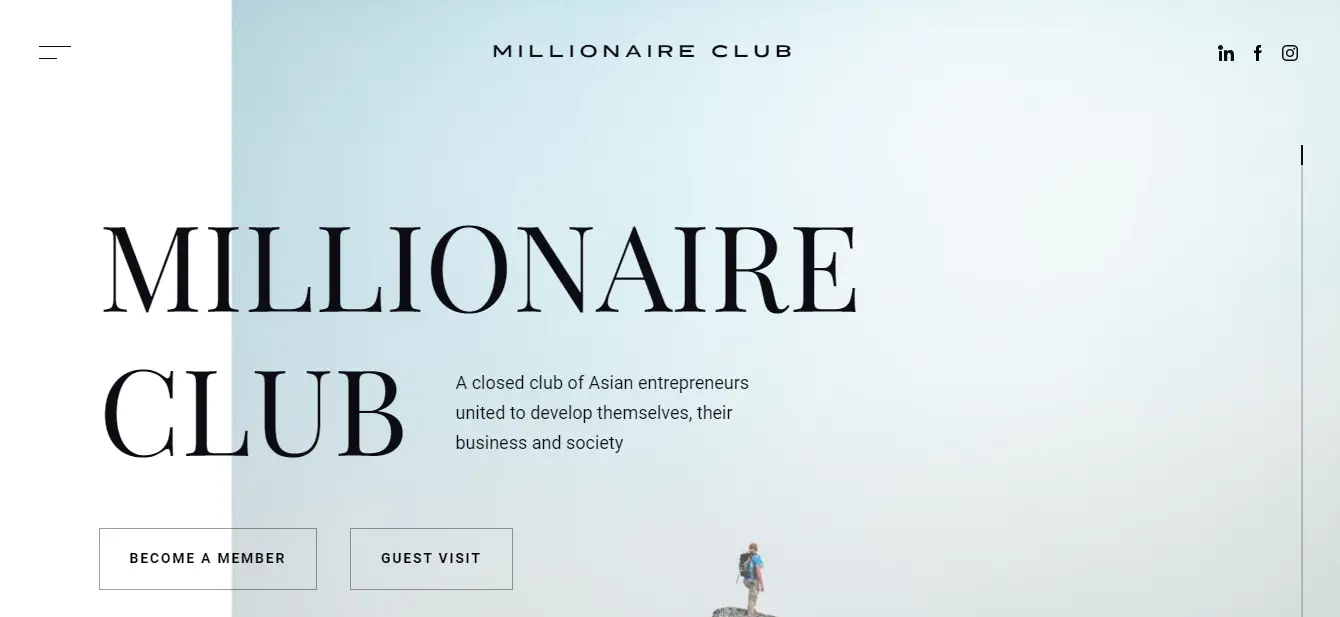 MILLIONAIRE CLUB
MILLIONAIRE
CLUB
A closed club of Asian entrepreneurs
united to develop themselves, their
business and society
BECOME A MEMBER
GUEST VISIT